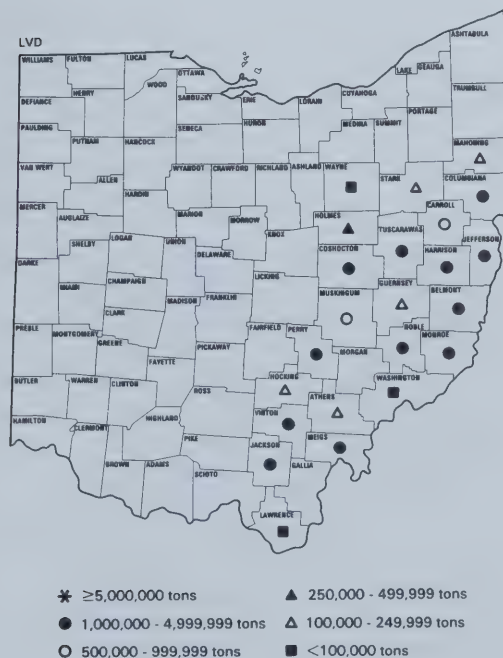 LVD
ASHTABULA
WILLIAMS
FULTON
LUCAS
OTTAWA
LAKE
GEAUGA
WOOD
CUYAHOGA
TRUMBULL
DEFIANCE
HENRY
SANDUSKY
ERIE
LORAIN
PORTAGE
PAULDING
SENECA
HURON
MEDINA
SUMMIT
MAHONING
PUTNAM
HANCOCK
VAN WERT
WYANDOT
CRAWFORD
RICHLAND
ASHLAND
WAYNE
STARK
COLUMBIANA
ALLEN
HARDIN
CARROLL
MERCER
AUGLAIZE
MARION
MORROW
HOLMES
TUSCARAWAS
JEFFERSON
SHELBY
LOGAN
UNION
KNOX
COSHOCTON
HARRISON
DARKE
DELAWARE
LICKING
GUERNSEY
MIAMI
CHAMPAIGN
MADISON
FRANKLIN
MUSKINGUM
BELMONT
CLARK
PREBLE
MONTGOMERY
GREENE
FAIRFIELD
PERRY
NOBLE
MONROE
PICKAWAY
MORGAN
FAYETTE
HOCKING
WASHINGTON
BUTLER
WARREN
CLINTON
ROSS
ATHENS
VINTON
HIGHLAND
HAMILTON
CLERMONT
PIKE
JACKSON
MEIGS
BROWN
ADAMS
SCIOTO
GALLIA
LAWRENCE
≥5,000,000 tons
1,000,000 - 4,999,999 tons
500,000 - 999,999 tons
250,000 - 499,999 tons
100,000 - 249,999 tons
<100,000 tons